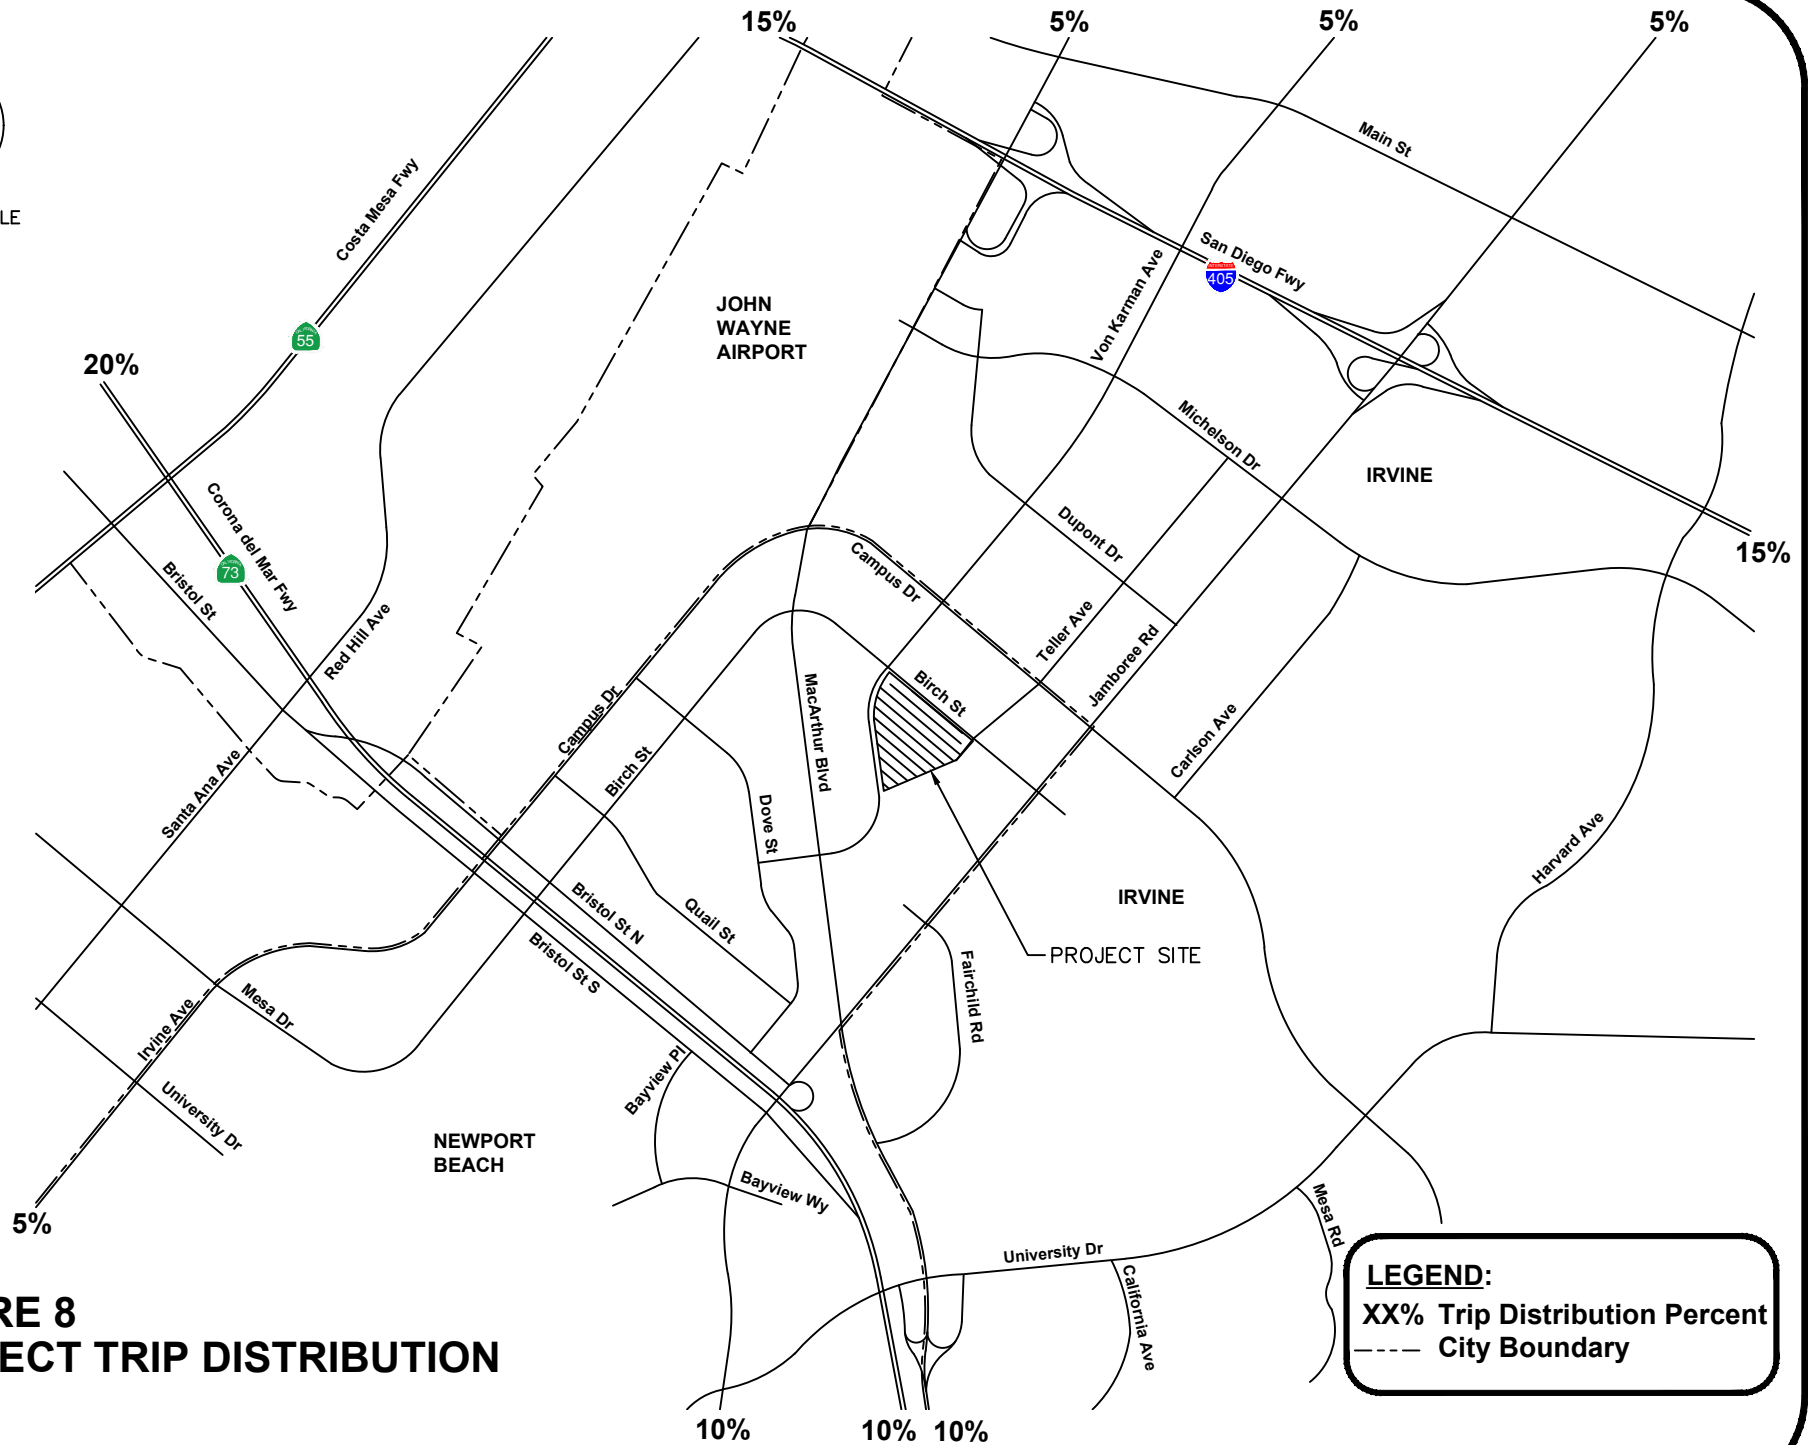 15%
5%
5%
5%
Main St
Costa Mesa Fwy
LE
San Diego Fwy
405
Von Karman Ave
JOHN
WAYNE
AIRPORT
55
20%
Michelson Dr
IRVINE
Corona del Mar Fwy
Dupont Dr
15%
73
Bristol St
Campus Dr
Red Hill Ave
Teller Ave
Jamboree Rd
MacArthur Blvd
Birch St
Campus Dr
Carlson Ave
Birch St
Santa Ana Ave
Dove St
Harvard Ave
IRVINE
Bristol St N
Quail St
Bristol St S
PROJECT SITE
Fairchild Rd
Mesa Dr
Irvine Ave
Bayview Pl
University Dr
NEWPORT
BEACH
Bayview Wy
5%
Mesa Rd
University Dr
California Ave
LEGEND:
XX% Trip Distribution Percent
City Boundary
RE 8
ECT TRIP DISTRIBUTION
10%
10%
10%